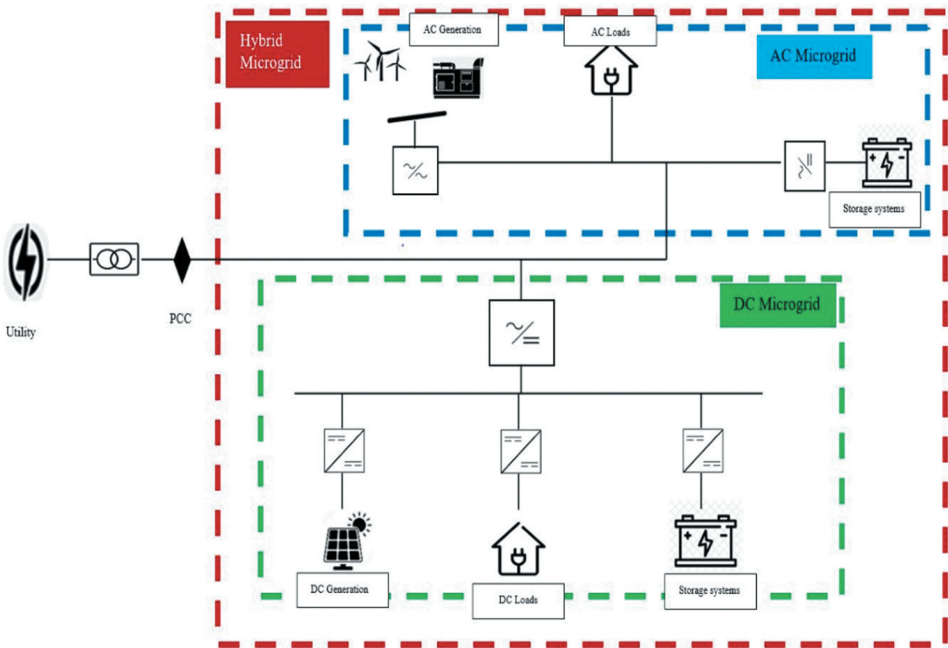 Hybrid
Microgrid
AC Generation
AC Loads
AC Microgrid
Storage systems
Utility
PCC
DC Microgrid
DC Generation
DC Loads
Storage systems